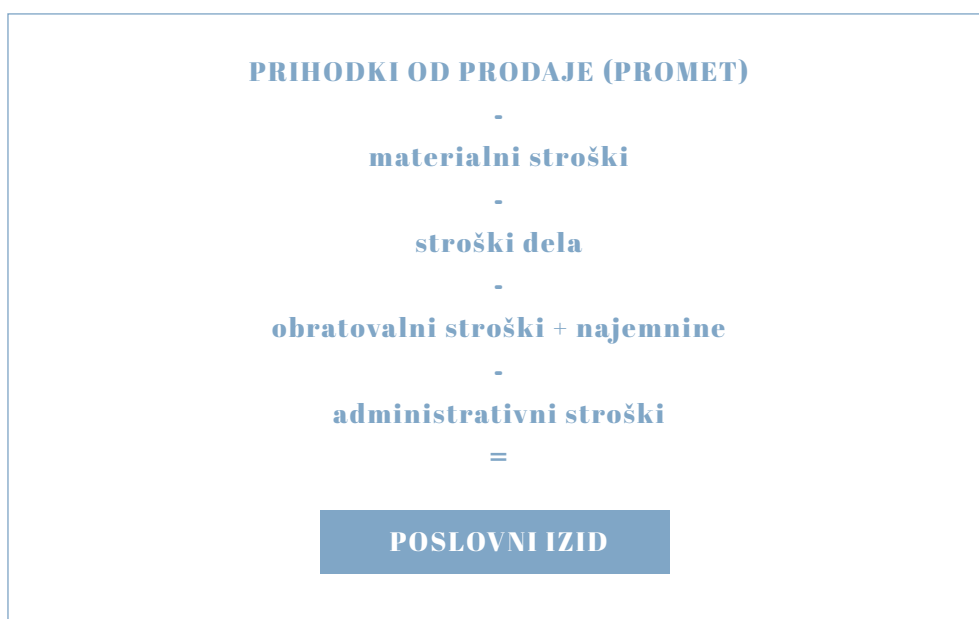 PRIHODKI OD PRODAJE (PROMET)
-
materialni stroški
-
stroški dela
-
obratovalni stroški + najemnine
-
administrativni stroški
=
POSLOVNI IZID